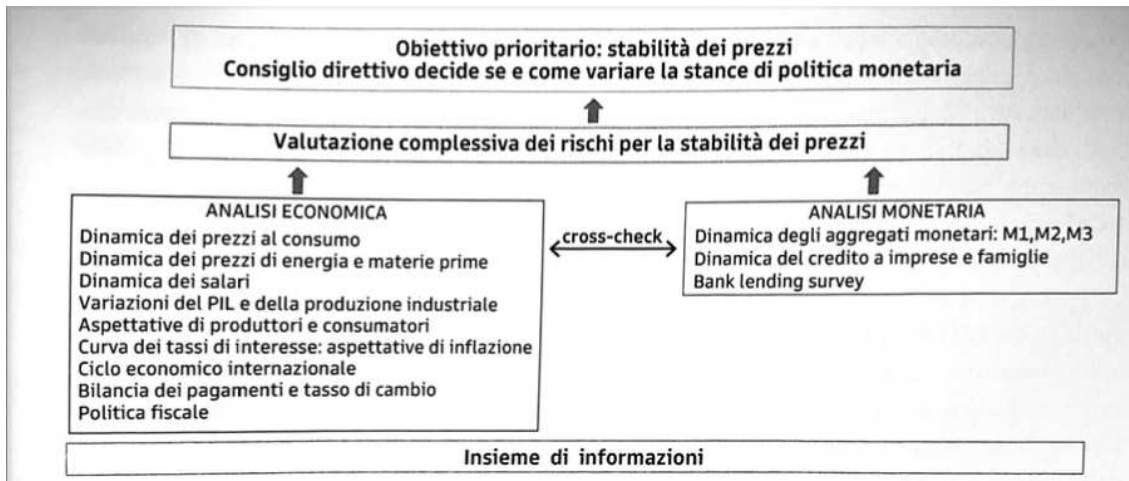 Obiettivo prioritario: stabilità dei prezzi
Consiglio direttivo decide se e come variare la stance di politica monetaria
Valutazione complessiva dei rischi per la stabilità dei prezzi
ANALISI ECONOMICA
Dinamica dei prezzi al consumo
Dinamica dei prezzi di energia e materie prime
Dinamica dei salari
Variazioni del PIL e della produzione industriale
Aspettative di produttori e consumatori
Curva dei tassi di interesse: aspettative di inflazione
Ciclo economico internazionale
Bilancia dei pagamenti e tasso di cambio
Politica fiscale
cross-check
ANALISI MONETARIA
Dinamica degli aggregati monetari: M1,M2,M3
Dinamica del credito a imprese e famiglie
Bank lending survey
Insieme di informazioni